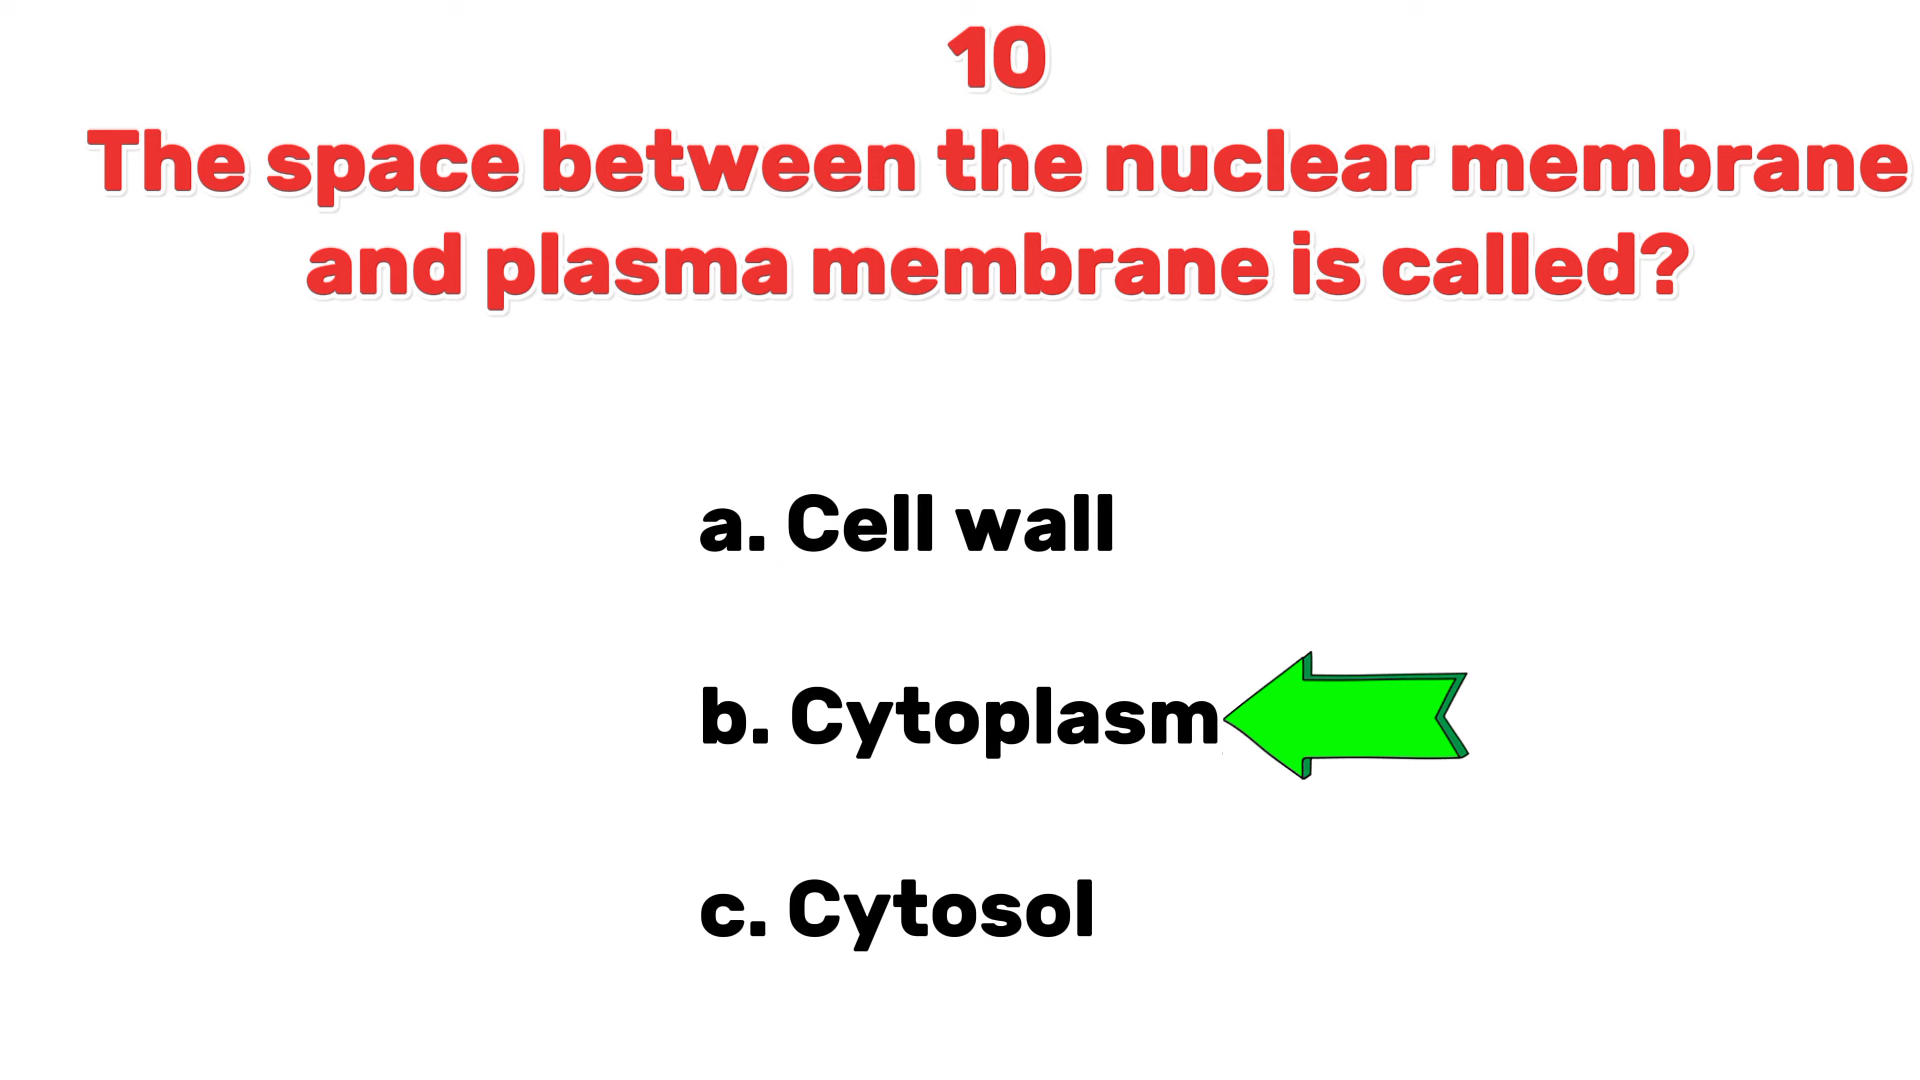 10
The space between the nuclear membrane
and plasma membrane is called?
a. Cell wall
b. Cytoplasm
c. Cytosol